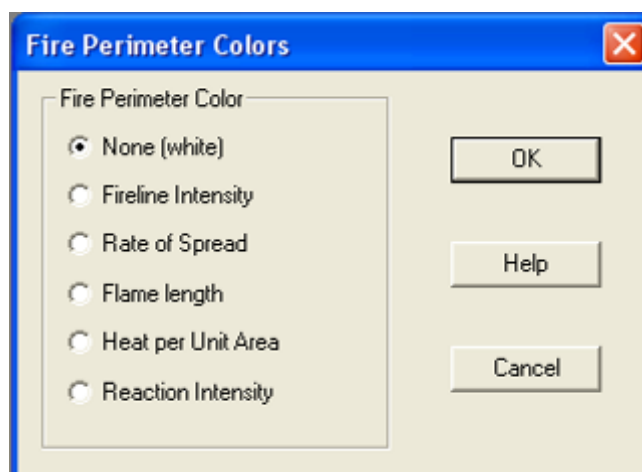 Fire Perimeter Colors
Fire Perimeter Color
None (white)
Fireline Intensity
Rate of Spread
Flame length
Heat per Unit Area
Reaction Intensity
OK
Help
Cancel